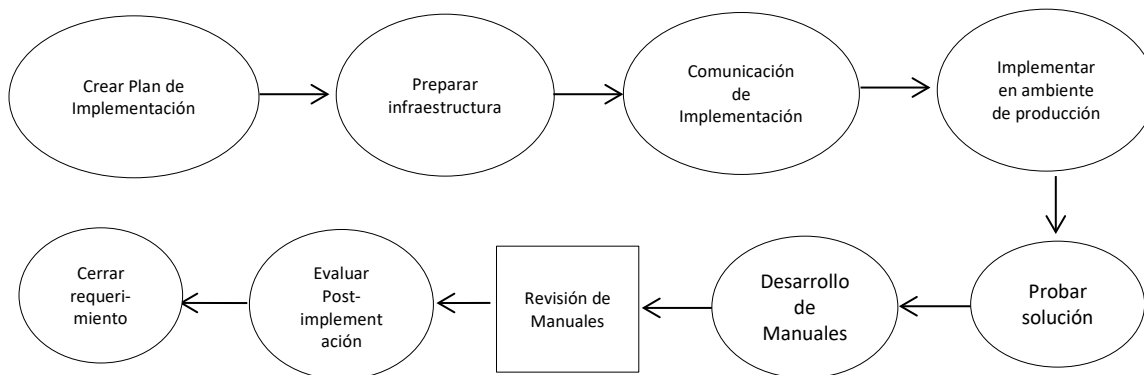 Crear Plan de
Implementación
Preparar
infraestructura
Comunicación
de
Implementación
Implementar
en ambiente
de producción
Probar
solución
Desarrollo
de
Manuales
Revisión de
Manuales
Evaluar
Post-
implement
ación
Cerrar
requeri-
miento